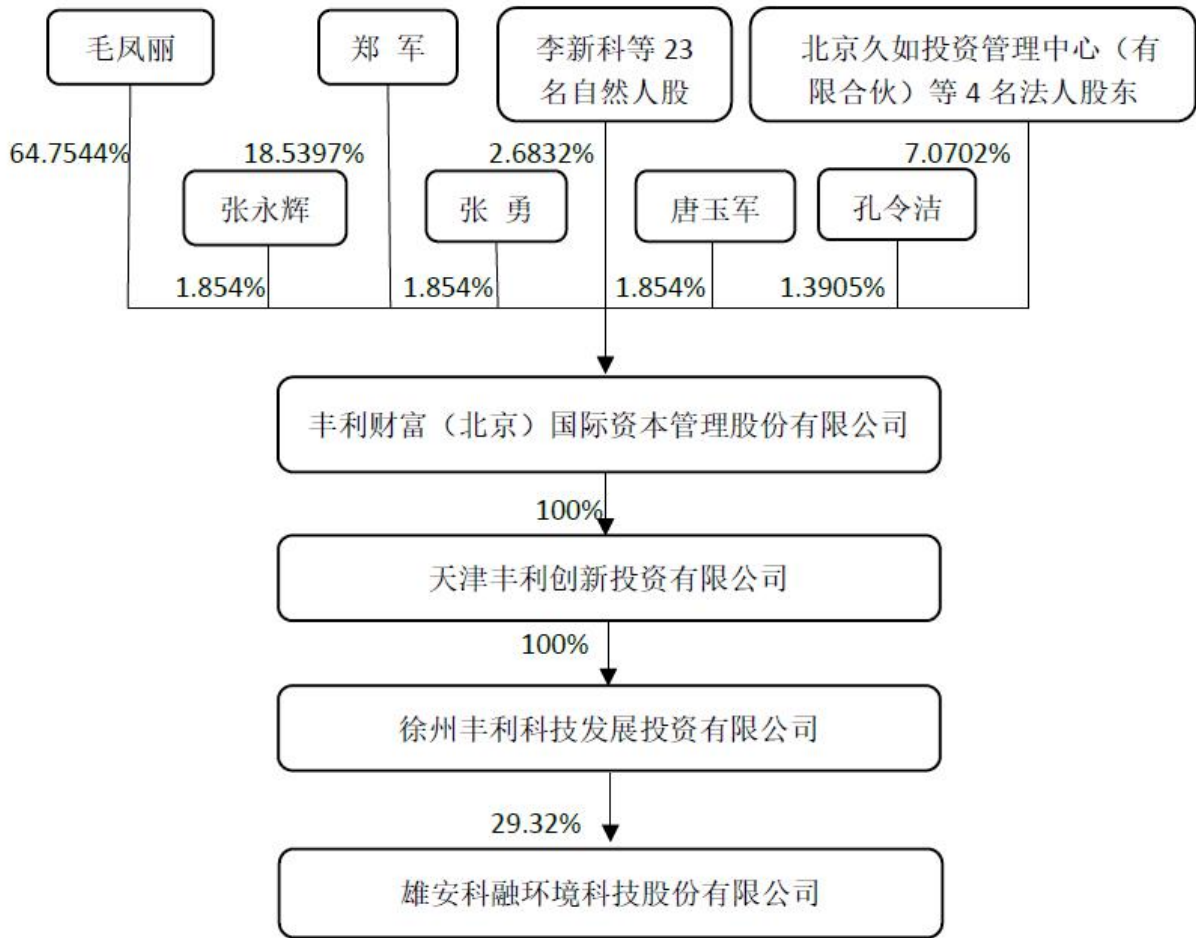 毛凤丽
郑 军
李新科等 23
名自然人股
北京久如投资管理中心（有
限合伙）等 4 名法人股东
64.7544%
18.5397%
2.6832%
7.0702%
张永辉
张 勇
唐玉军
孔令洁
1.854%
1.854%
1.854%
1.3905%
丰利财富（北京）国际资本管理股份有限公司
100%
天津丰利创新投资有限公司
100%
徐州丰利科技发展投资有限公司
29.32%
雄安科融环境科技股份有限公司